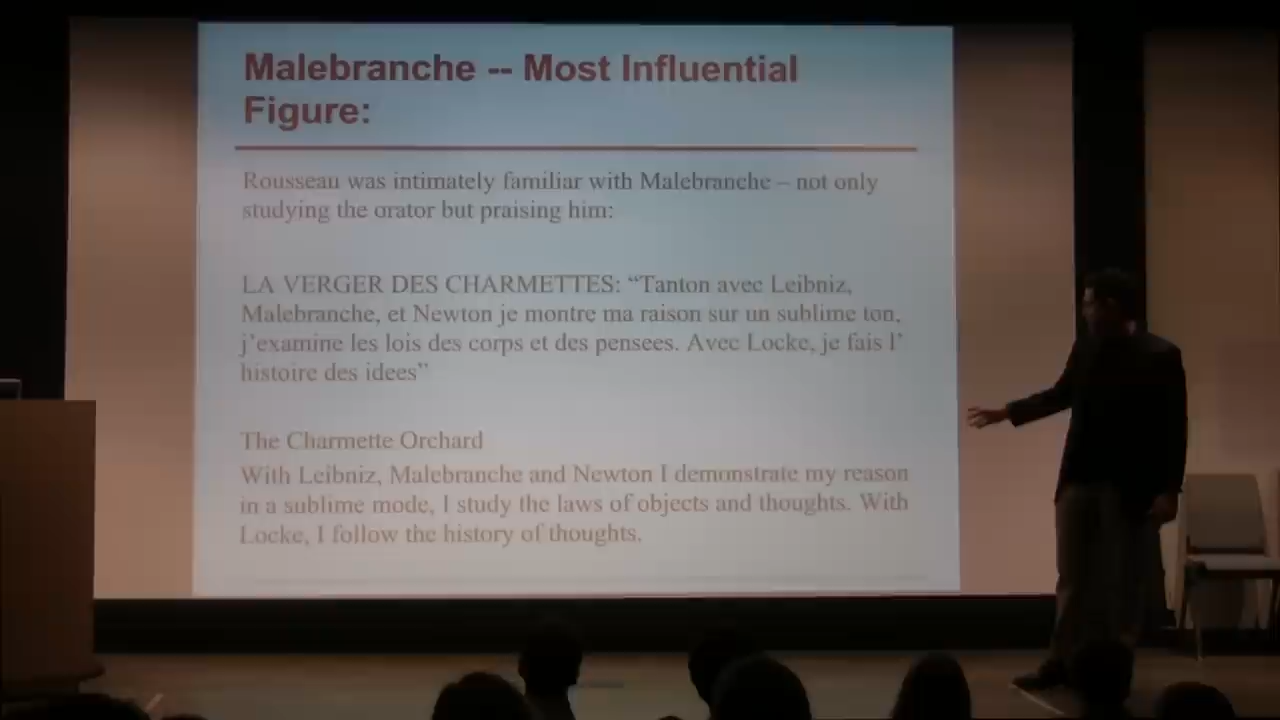 Malebranche -- Most Influential
Figure:
Rousseau was intimately familiar with Malebranche – not only
studying the orator but praising him:
LA VERGER DES CHARMETTES: “Tanton avec Leibniz,
Malebranche, et Newton je montre ma raison sur un sublime ton,
j’examine les lois des corps et des pensees. Avec Locke, je fais l’
histoire des idees”
The Charmette Orchard
With Leibniz, Malebranche and Newton I demonstrate my reason
in a sublime mode, I study the laws of objects and thoughts. With
Locke, I follow the history of thoughts.